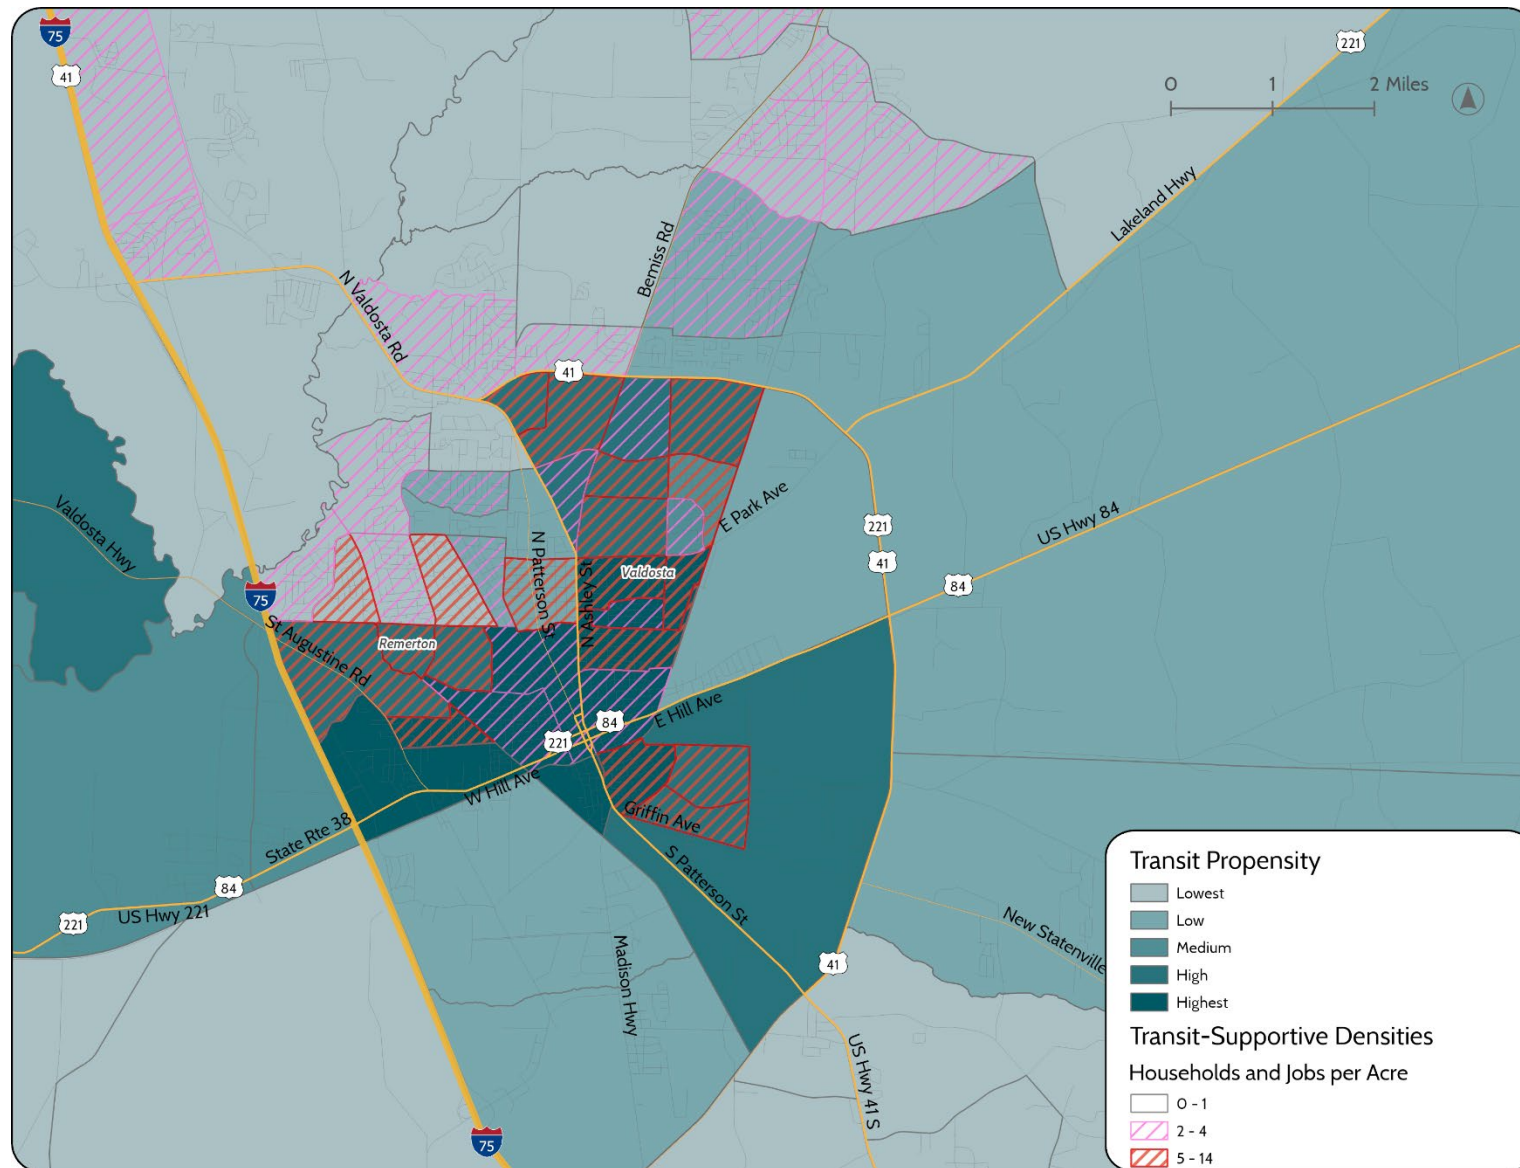 75
41
221
0 1 2 Miles
Lakeland Hwy
Bemiss Rd
N Valdosta Rd
41
Valdosta Hwy
E Park Ave
221
US Hwy 84
41
84
N Patterson St
N Ashley St
Valdosta
75
St Augustine Rd
Remerton
E Hill Ave
84
221
W Hill Ave
Griffin Ave
State Rte 38
S Patterson St
84
221
US Hwy 221
New Statenville
Madison Hwy
41
US Hwy 41 S
75
Transit Propensity
Lowest
Low
Medium
High
Highest
Transit-Supportive Densities
Households and Jobs per Acre
0 - 1
2 - 4
5 - 14